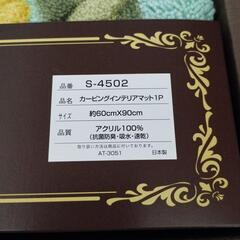 品番 S-4502
品名 カービングインテリアマット1P
サイズ 約60cmX90cm
品質 アクリル100%
(抗菌防臭・吸水・速乾)
AT-3051 日本製